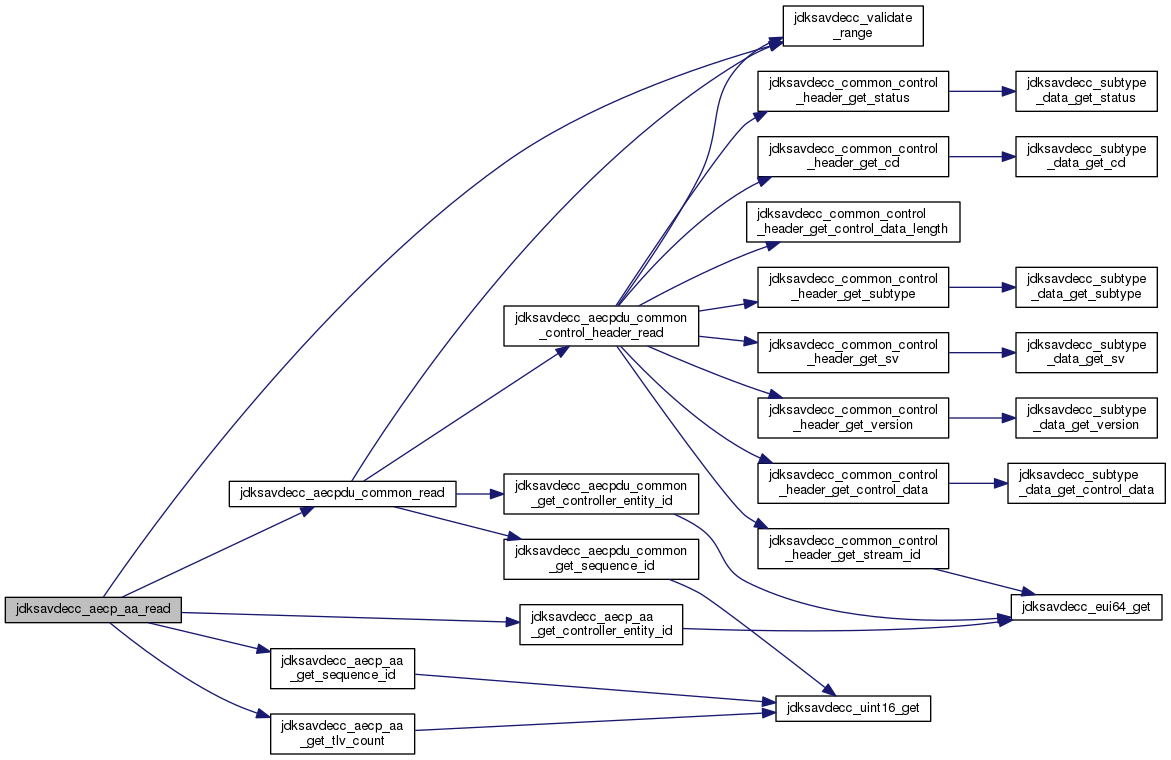 jdksavdecc_validate
_range
jdksavdecc_common_control
_header_get_status
jdksavdecc_subtype
_data_get_status
jdksavdecc_common_control
_header_get_cd
jdksavdecc_subtype
_data_get_cd
jdksavdecc_common_control
_header_get_control_data_length
jdksavdecc_common_control
_header_get_subtype
jdksavdecc_subtype
_data_get_subtype
jdksavdecc_aecpdu_common
_control_header_read
jdksavdecc_common_control
_header_get_sv
jdksavdecc_subtype
_data_get_sv
jdksavdecc_common_control
_header_get_version
jdksavdecc_subtype
_data_get_version
jdksavdecc_common_control
_header_get_control_data
jdksavdecc_subtype
_data_get_control_data
jdksavdecc_aecpdu_common_read
jdksavdecc_aecpdu_common
_get_controller_entity_id
jdksavdecc_aecpdu_common
_get_sequence_id
jdksavdecc_common_control
_header_get_stream_id
jdksavdecc_aecp_aa_read
jdksavdecc_aecp_aa
_get_controller_entity_id
jdksavdecc_eui64_get
jdksavdecc_aecp_aa
_get_sequence_id
jdksavdecc_uint16_get
jdksavdecc_aecp_aa
_get_tlv_count